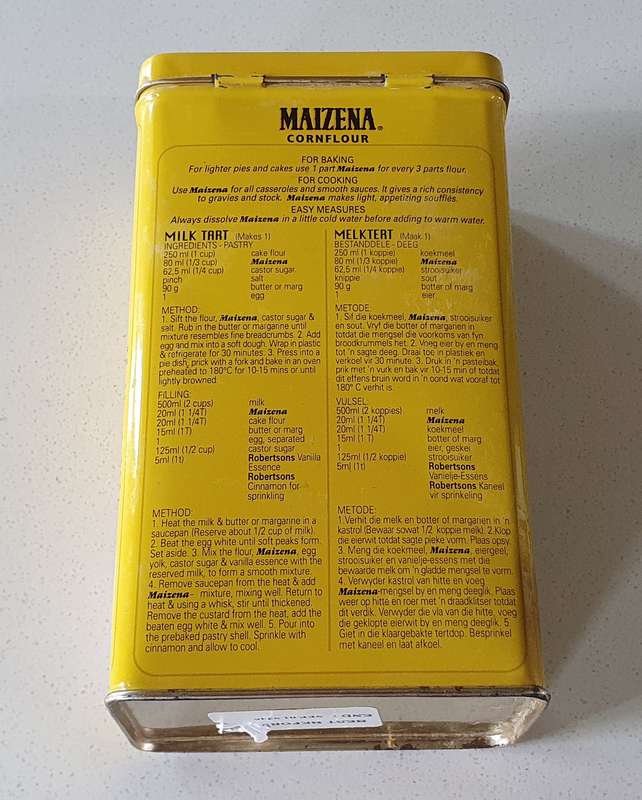 MAIZENA®
CORNFLOUR
FOR BAKING
For lighter pies and cakes use 1 part Maizena for every 3 parts flour.
FOR COOKING
Use Maizena for all casseroles and smooth sauces. It gives a rich consistency
to gravies and stock. Maizena makes light, appetizing soufflés.
EASY MEASURES
Always dissolve Maizena in a little cold water before adding to warm water.
MILK TART (Makes 1)
INGREDIENTS - PASTRY
250 ml (1 cup) cake flour
80 ml (1/3 cup) Maizena
62,5 ml (1/4 cup) castor sugar
pinch salt
90 g butter or marg
1 egg
METHOD:
1. Sift the flour, Maizena, castor sugar &
salt. Rub in the butter or margarine until
mixture resembles fine breadcrumbs. 2. Add
egg and mix into a soft dough. Wrap in plastic
& refrigerate for 30 minutes. 3. Press into a
pie dish, prick with a fork and bake in an oven
preheated to 180°C for 10-15 mins or until
lightly browned.
FILLING:
500ml (2 cups) milk
20ml (1 1/4T) Maizena
20ml (1 1/4T) cake flour
15ml (1T) butter or marg
1 egg, separated
125ml (1/2 cup) castor sugar
5ml (1t) Robertsons Vanilla
Essence
Robertsons
Cinnamon for
sprinkling
METHOD:
1. Heat the milk & butter or margarine in a
saucepan (Reserve about 1/2 cup of milk).
2. Beat the egg white until soft peaks form.
Set aside. 3. Mix the flour, Maizena, egg
yolk, castor sugar & vanilla essence with the
reserved milk, to form a smooth mixture.
4. Remove saucepan from the heat & add
Maizena- mixture, mixing well. Return to
heat & using a whisk, stir until thickened.
Remove the custard from the heat, add the
beaten egg white & mix well. 5. Pour into
the prebaked pastry shell. Sprinkle with
cinnamon and allow to cool.
MELKTERT (Maak 1)
BESTANDDELE - DEEG
250 ml (1 koppie) koekmeel
80 ml (1/3 koppie) Maizena
62,5 ml (1/4 koppie) strooisuiker
knippie sout
90 g botter of marg
1 eier
METODE:
1. Sif die koekmeel, Maizena, strooisuiker
en sout. Vryf die botter of margarien in
totdat die mengsel die voorkoms van fyn
broodkrummels het. 2. Voeg eier by en meng
tot 'n sagte deeg. Draai toe in plastiek en
verkoel vir 30 minute. 3. Druk in 'n pasteibak,
prik met 'n vurk en bak vir 10-15 min of totdat
dit effens bruin word in 'n oond wat vooraf tot
180° C verhit is.
VULSEL:
500ml (2 koppies) melk
20ml (1 1/4T) Maizena
20ml (1 1/4T) koekmeel
15ml (1 T) botter of marg
1 eier, geskei
125ml (1/2 koppie) strooisuiker
5ml (1t) Robertsons
Vanielje-Essens
Robertsons Kaneel
vir sprinkeling
METODE:
1.Verhit die melk en botter of margarien in 'n
kastrol (Bewaar sowat 1/2 koppie melk). 2.Klop
die eierwit totdat sagte pieke vorm. Plaas opsy.
3. Meng die koekmeel, Maizena, eiergeel,
strooisuiker en vanielje-essens met die
bewaarde melk om 'n gladde mengsel te vorm.
4. Verwyder kastrol van hitte en voeg
Maizena-mengsel by en meng deeglik. Plaas
weer op hitte en roer met 'n draadklitser totdat
dit verdik. Verwyder die vla van die hitte, voeg
die geklopte eierwit by en meng deeglik. 5.
Giet in die klaargebakte tertdop. Besprinkel
met kaneel en laat afkoel.
BEST BEFORE
END